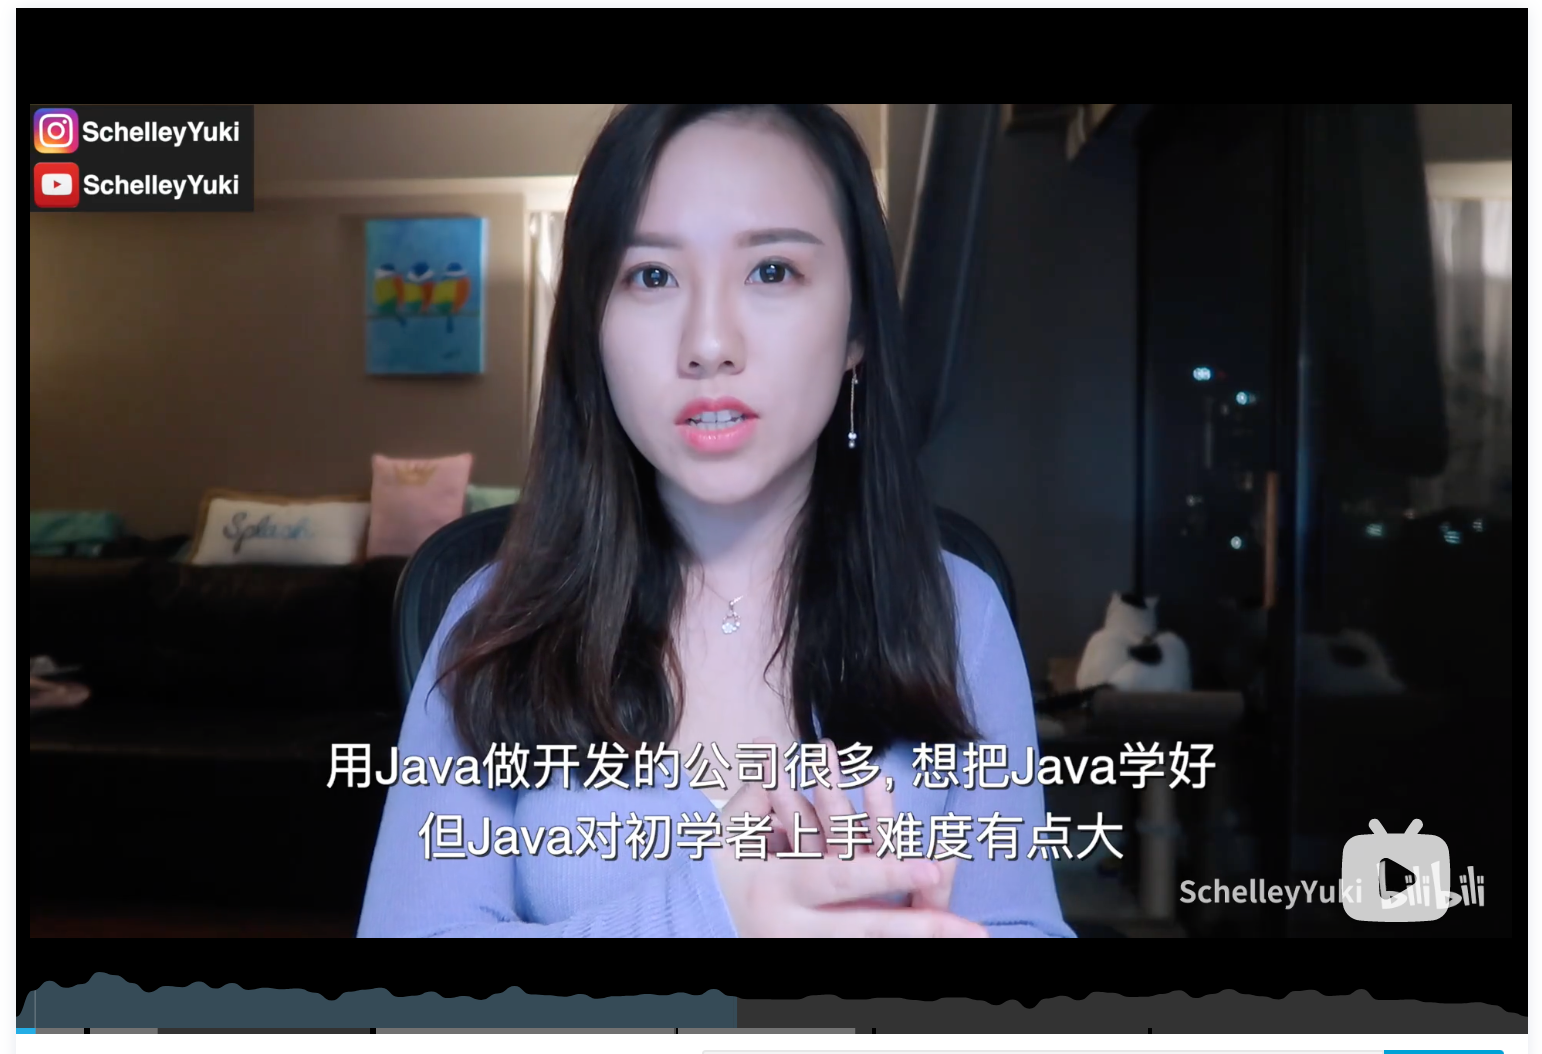 SchelleyYuki
SchelleyYuki
Splash
用Java做开发的公司很多, 想把Java学好
但Java对初学者上手难度有点大
SchelleyYuki bilibili